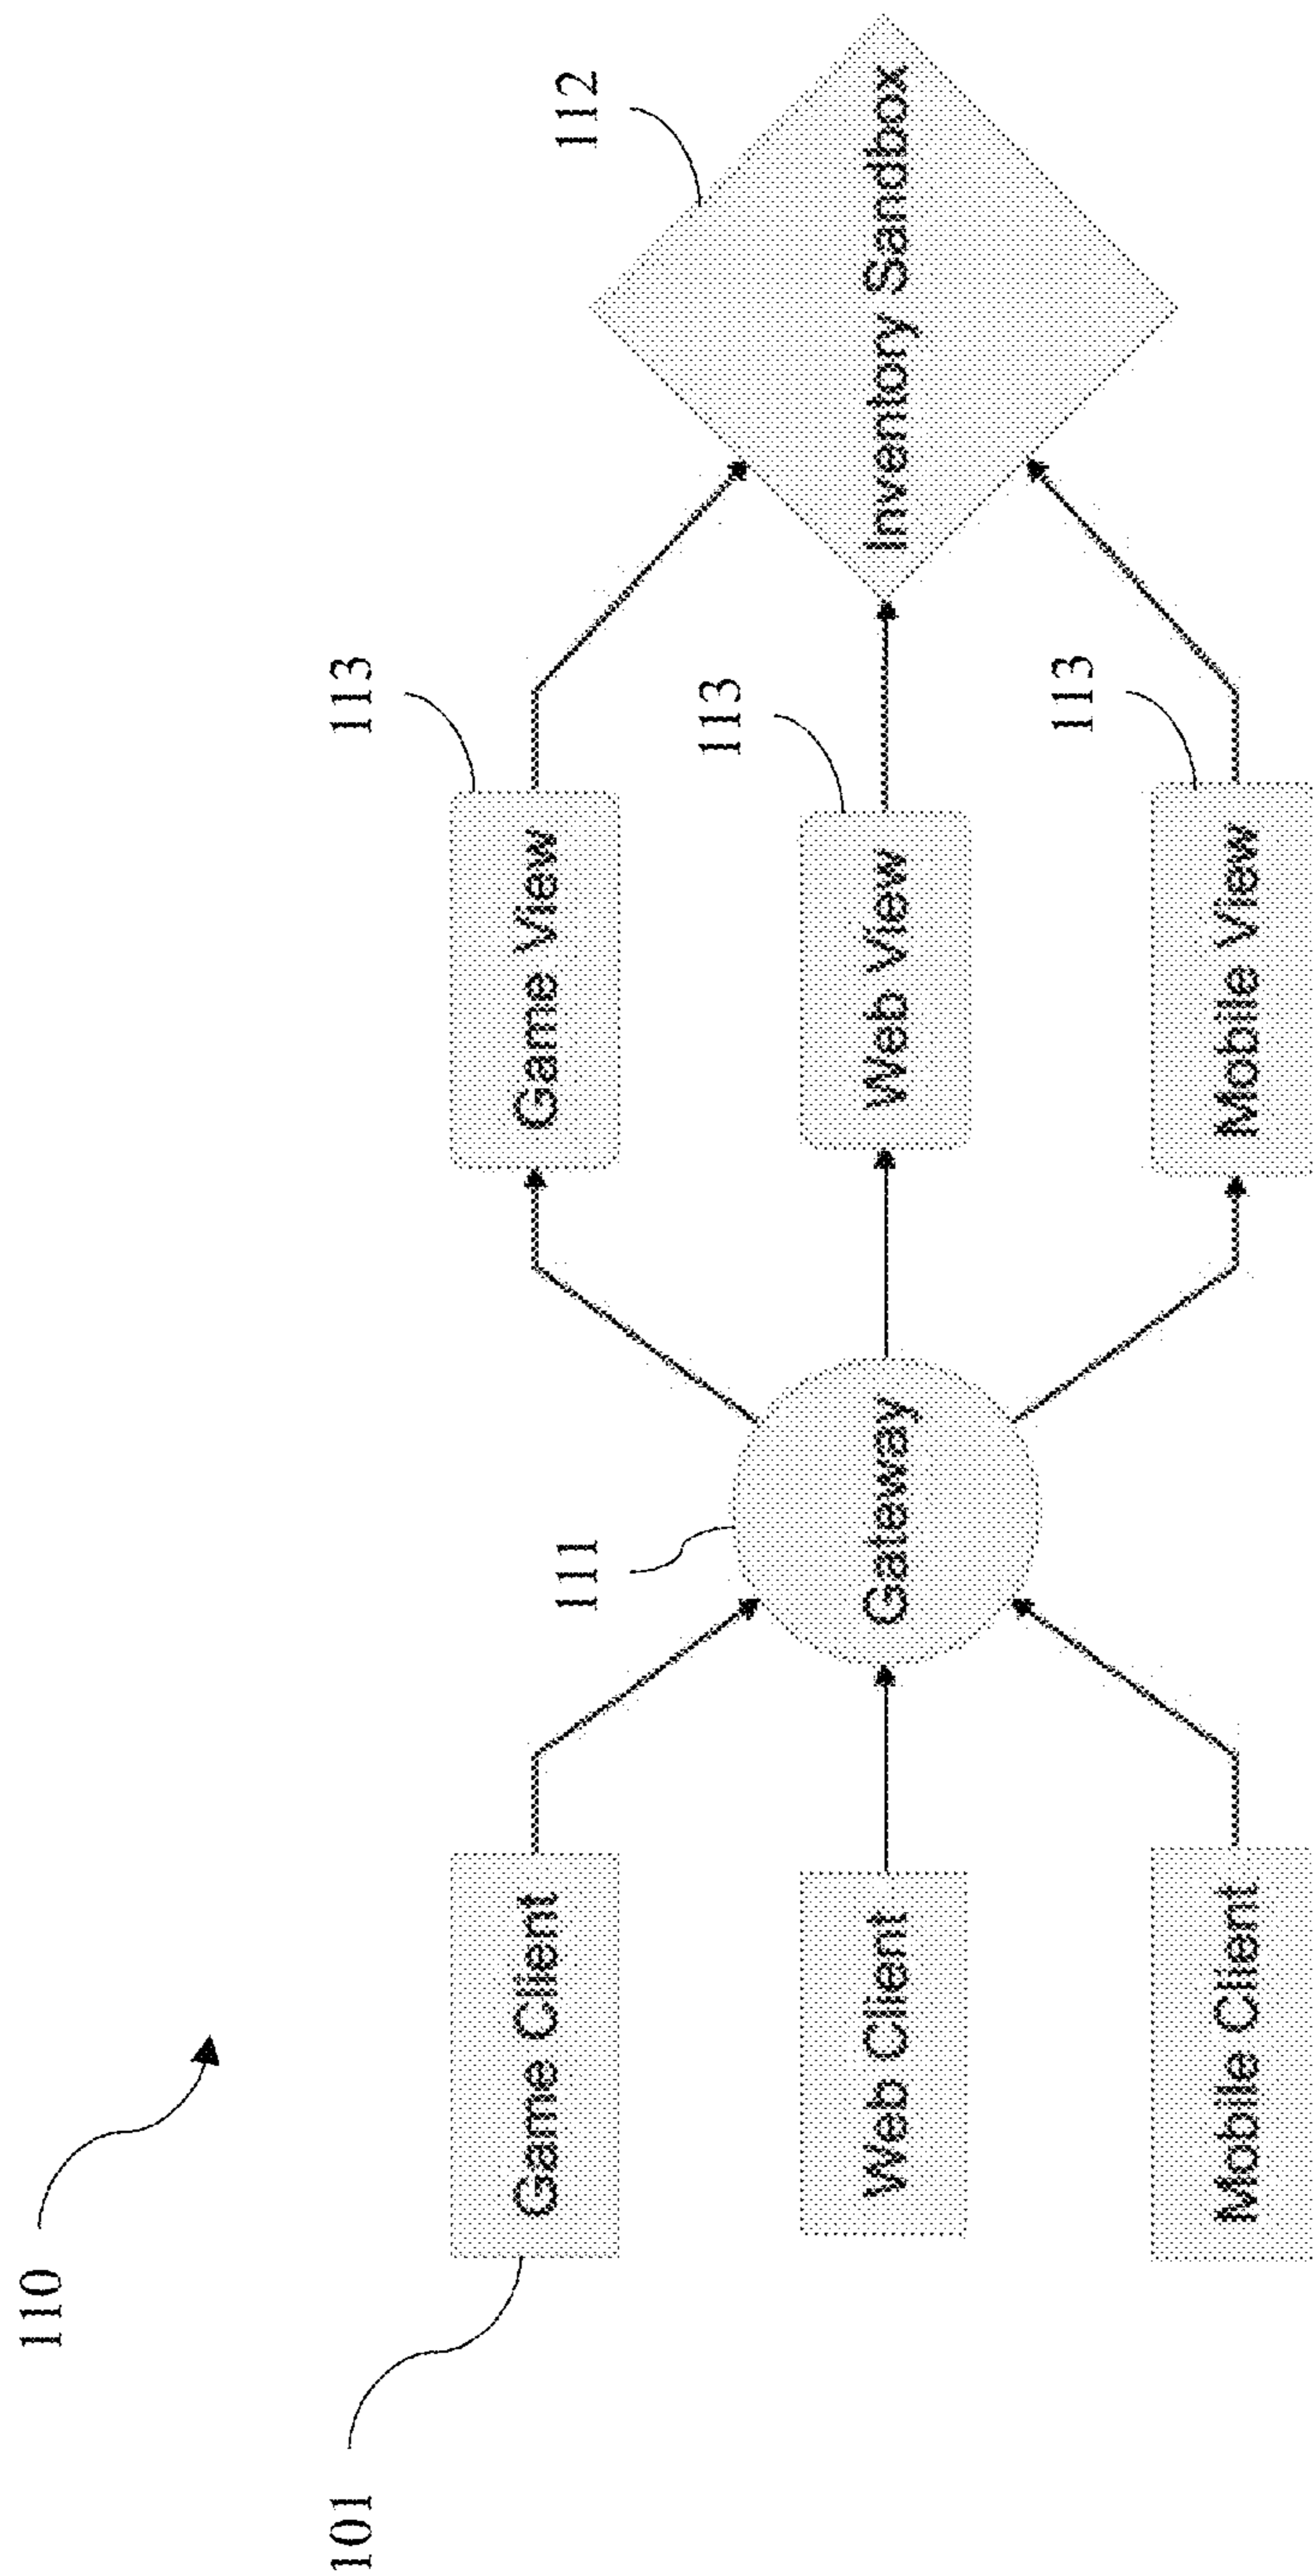 110
101
Game Client
Web Client
Mobile Client
111
Gateway
113
Game View
113
Web View
113
Mobile View
112
Inventory Sandbox